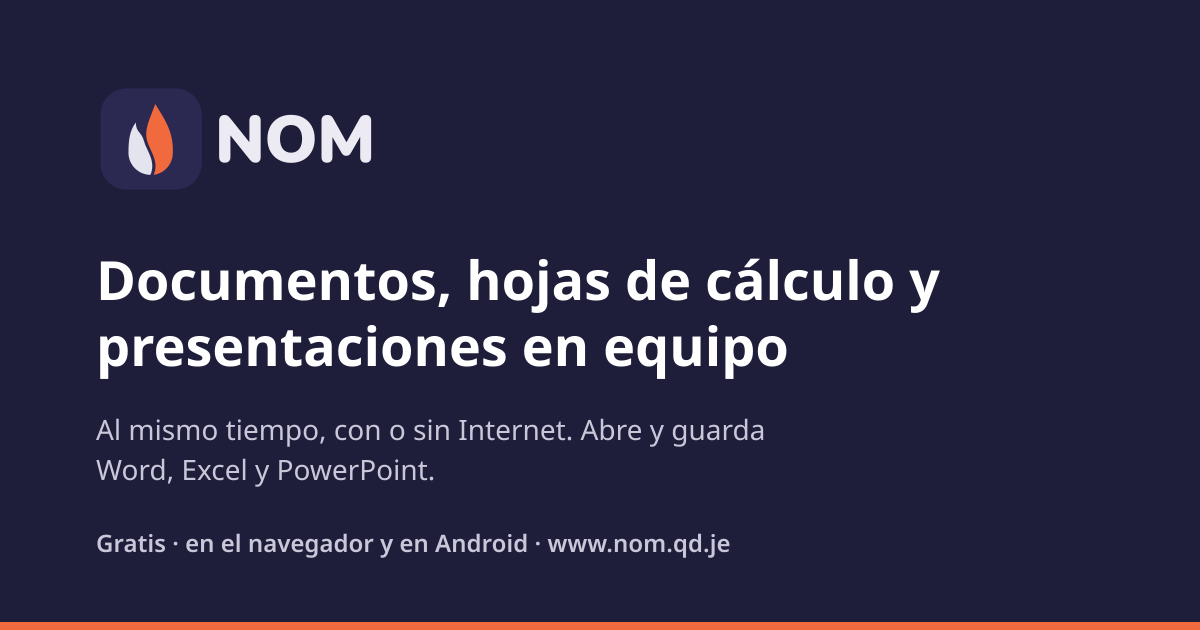 NOM
Documentos, hojas de cálculo y
presentaciones en equipo
Al mismo tiempo, con o sin Internet. Abre y guarda
Word, Excel y PowerPoint.
Gratis · en el navegador y en Android · www.nom.qd.je